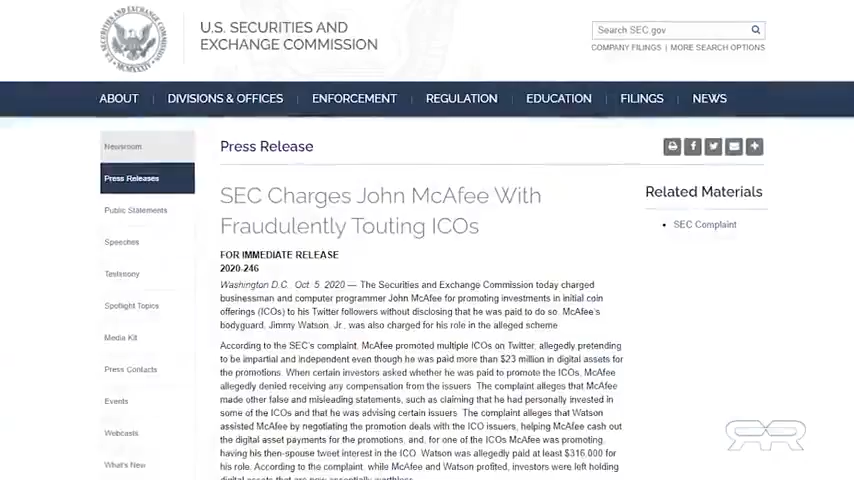 U.S. SECURITIES AND
EXCHANGE COMMISSION
Search SEC.gov
COMPANY FILINGS | MORE SEARCH OPTIONS
ABOUT | DIVISIONS & OFFICES | ENFORCEMENT | REGULATION | EDUCATION | FILINGS | NEWS
Newsroom
Press Releases
Public Statements
Speeches
Testimony
Spotlight Topics
Media Kit
Press Contacts
Events
Webcasts
What's New
Press Release
SEC Charges John McAfee With
Fraudulently Touting ICOs
FOR IMMEDIATE RELEASE
2020-246
Washington D.C., Oct. 5, 2020 — The Securities and Exchange Commission today charged
businessman and computer programmer John McAfee for promoting investments in initial coin
offerings (ICOs) to his Twitter followers without disclosing that he was paid to do so. McAfee's
bodyguard, Jimmy Watson, Jr., was also charged for his role in the alleged scheme
According to the SEC's complaint, McAfee promoted multiple ICOs on Twitter, allegedly pretending
to be impartial and independent even though he was paid more than $23 million in digital assets for
the promotions. When certain investors asked whether he was paid to promote the ICOs, McAfee
allegedly denied receiving any compensation from the issuers. The complaint alleges that McAfee
made other false and misleading statements, such as claiming that he had personally invested in
some of the ICOs and that he was advising certain issuers. The complaint alleges that Watson
assisted McAfee by negotiating the promotion deals with the ICO issuers, helping McAfee cash out
the digital asset payments for the promotions, and, for one of the ICOs McAfee was promoting,
having his then-spouse tweet interest in the ICO. Watson was allegedly paid at least $316,000 for
his role. According to the complaint, while McAfee and Watson profited, investors were left holding
digital assets that are now essentially worthless.
Related Materials
SEC Complaint